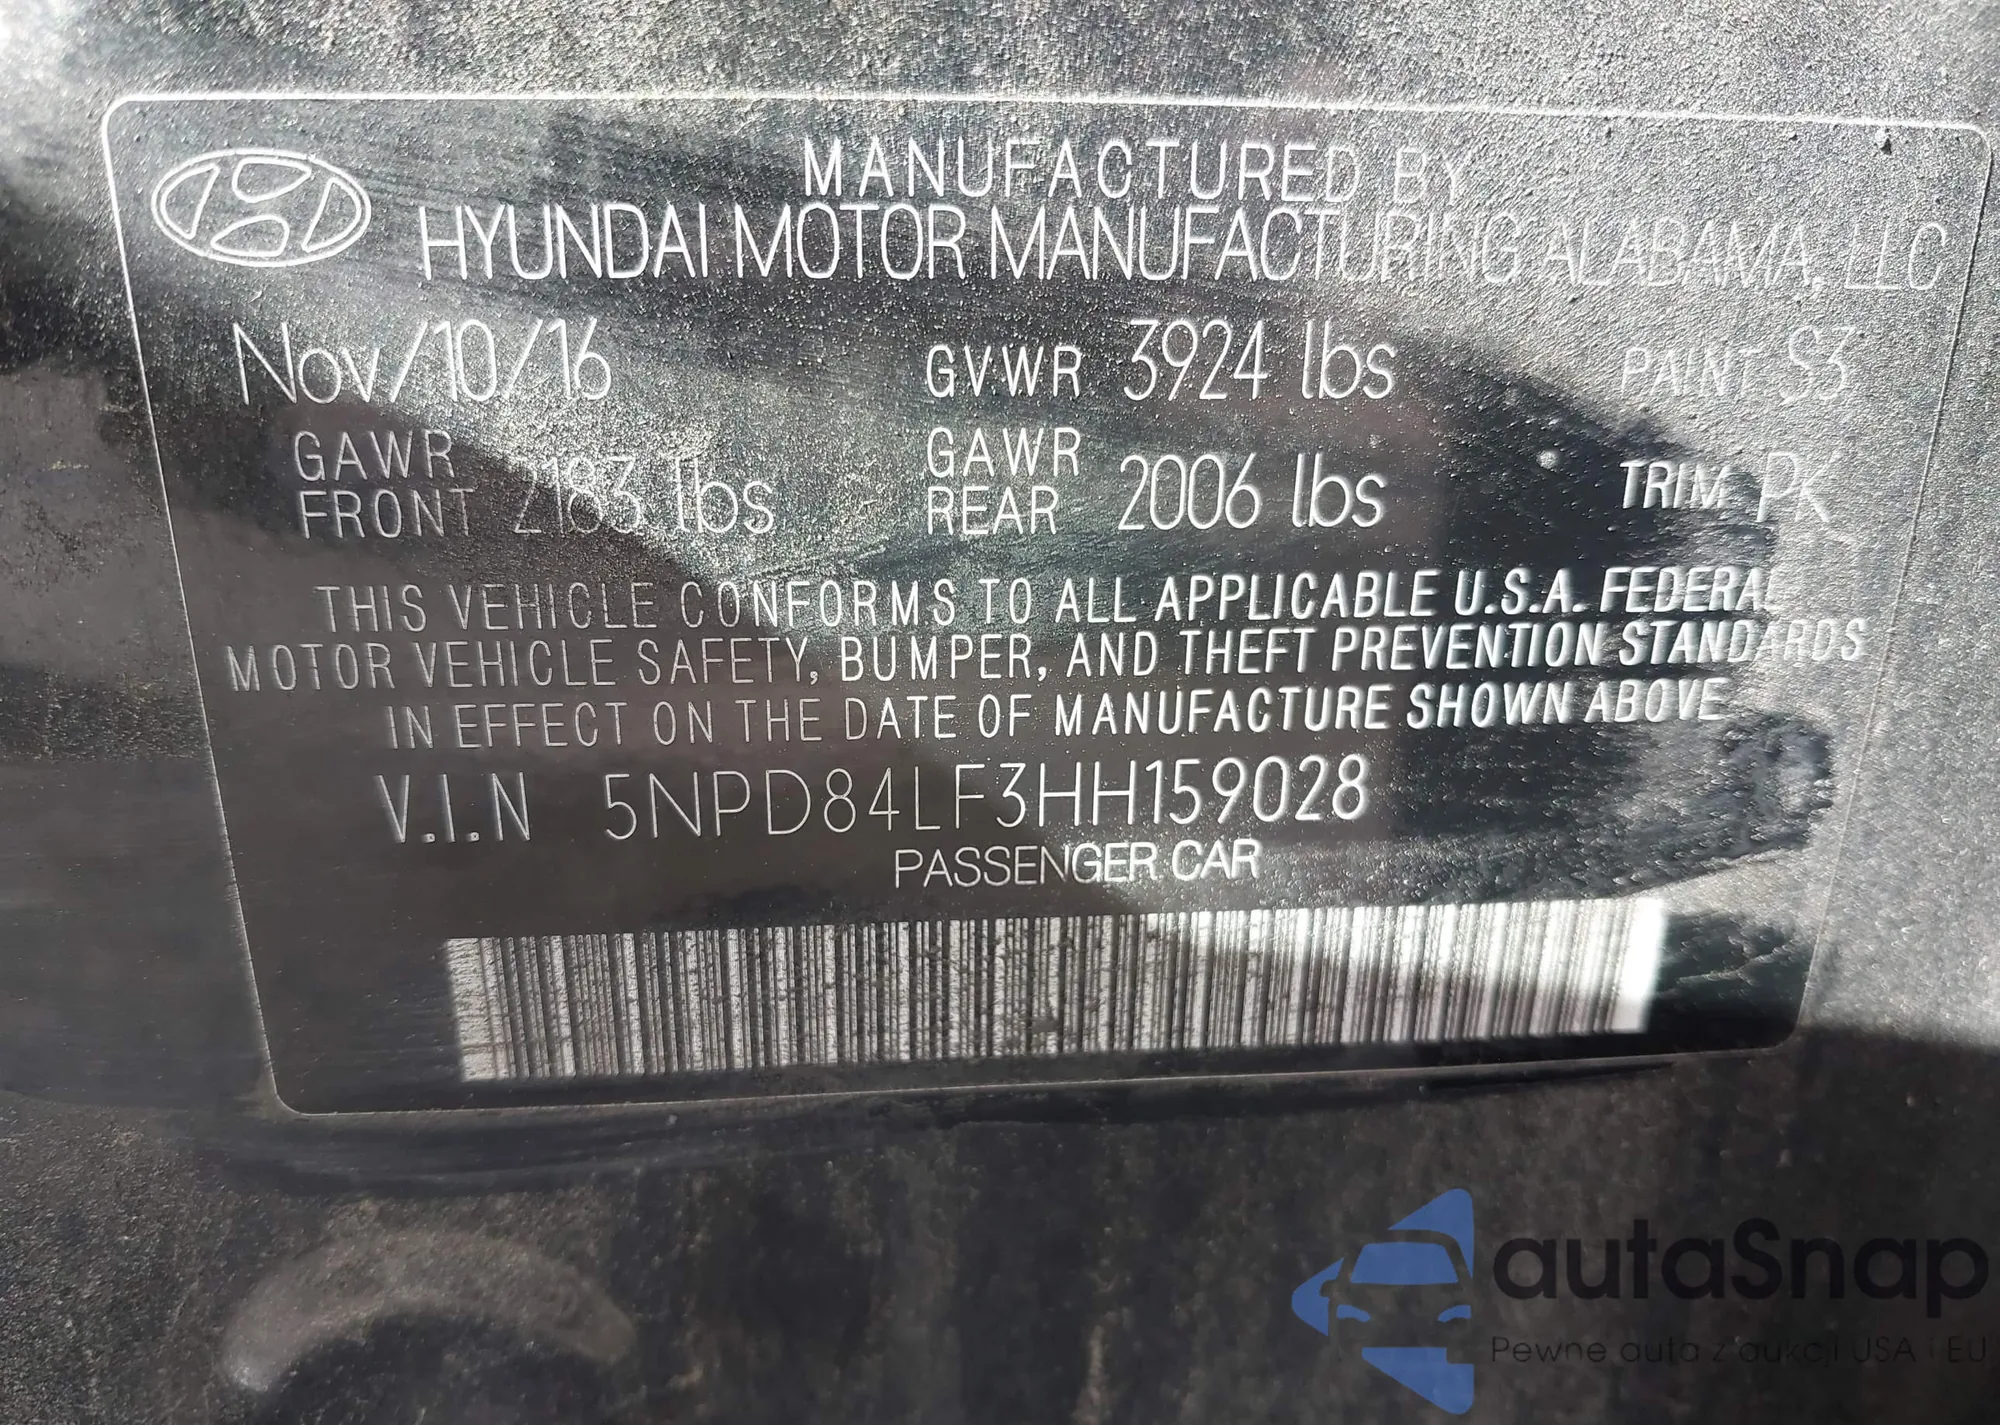 MANUFACTURED BY
HYUNDAI MOTOR MANUFACTURING ALABAMA, LLC
Nov/10/16 GVWR 3924 lbs PAINT S3
GAWR FRONT 2183 lbs GAWR REAR 2006 lbs TRIM PK
THIS VEHICLE CONFORMS TO ALL APPLICABLE U.S.A. FEDERAL
MOTOR VEHICLE SAFETY, BUMPER, AND THEFT PREVENTION STANDARDS
IN EFFECT ON THE DATE OF MANUFACTURE SHOWN ABOVE
V.I.N 5NPD84LF3HH159028
PASSENGER CAR
autaSnap
Pewne auta z aukcji USA i EU